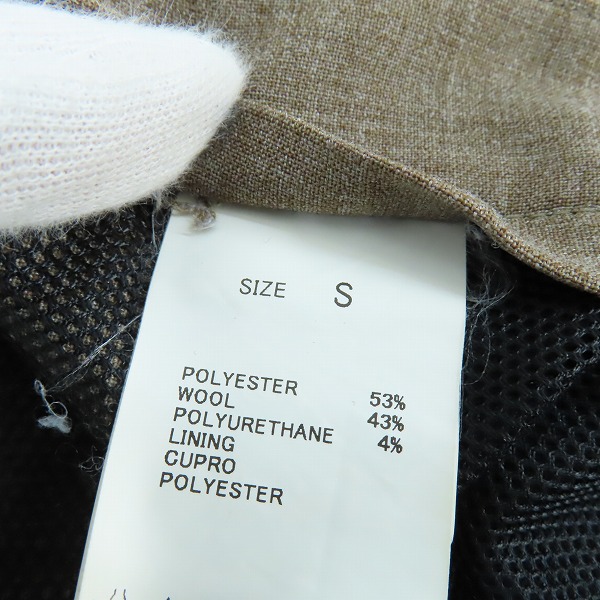 SIZE S
POLYESTER 53%
WOOL 43%
POLYURETHANE 4%
LINING
CUPRO
POLYESTER